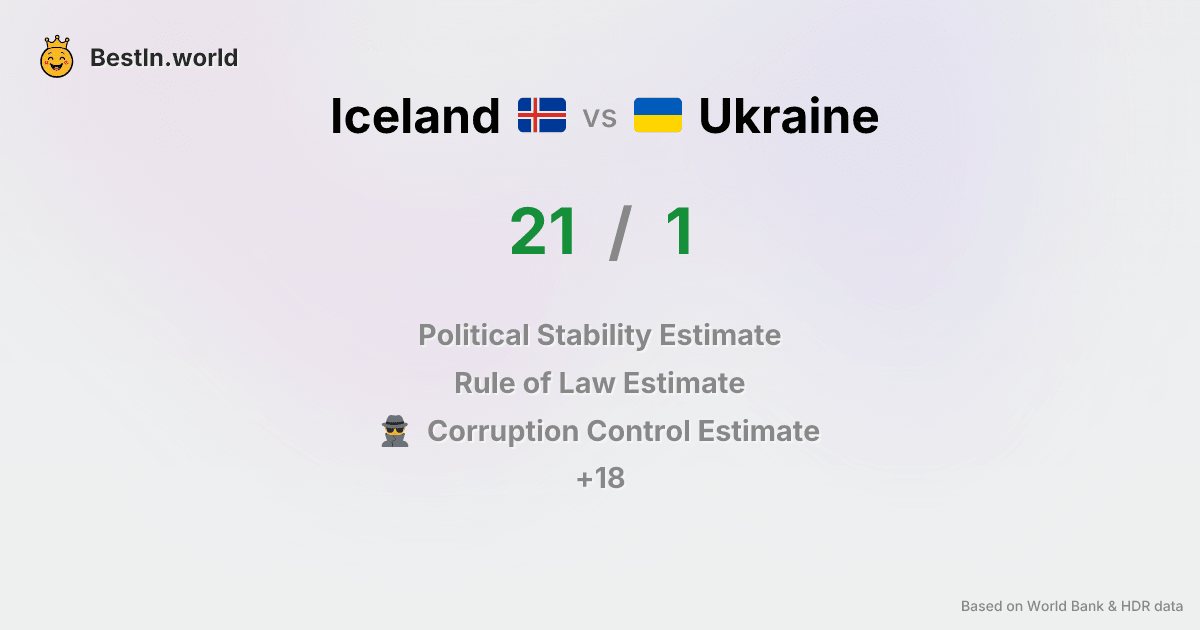 BestIn.world
Iceland vs Ukraine
21 / 1
Political Stability Estimate
Rule of Law Estimate
Corruption Control Estimate
+18
Based on World Bank & HDR data